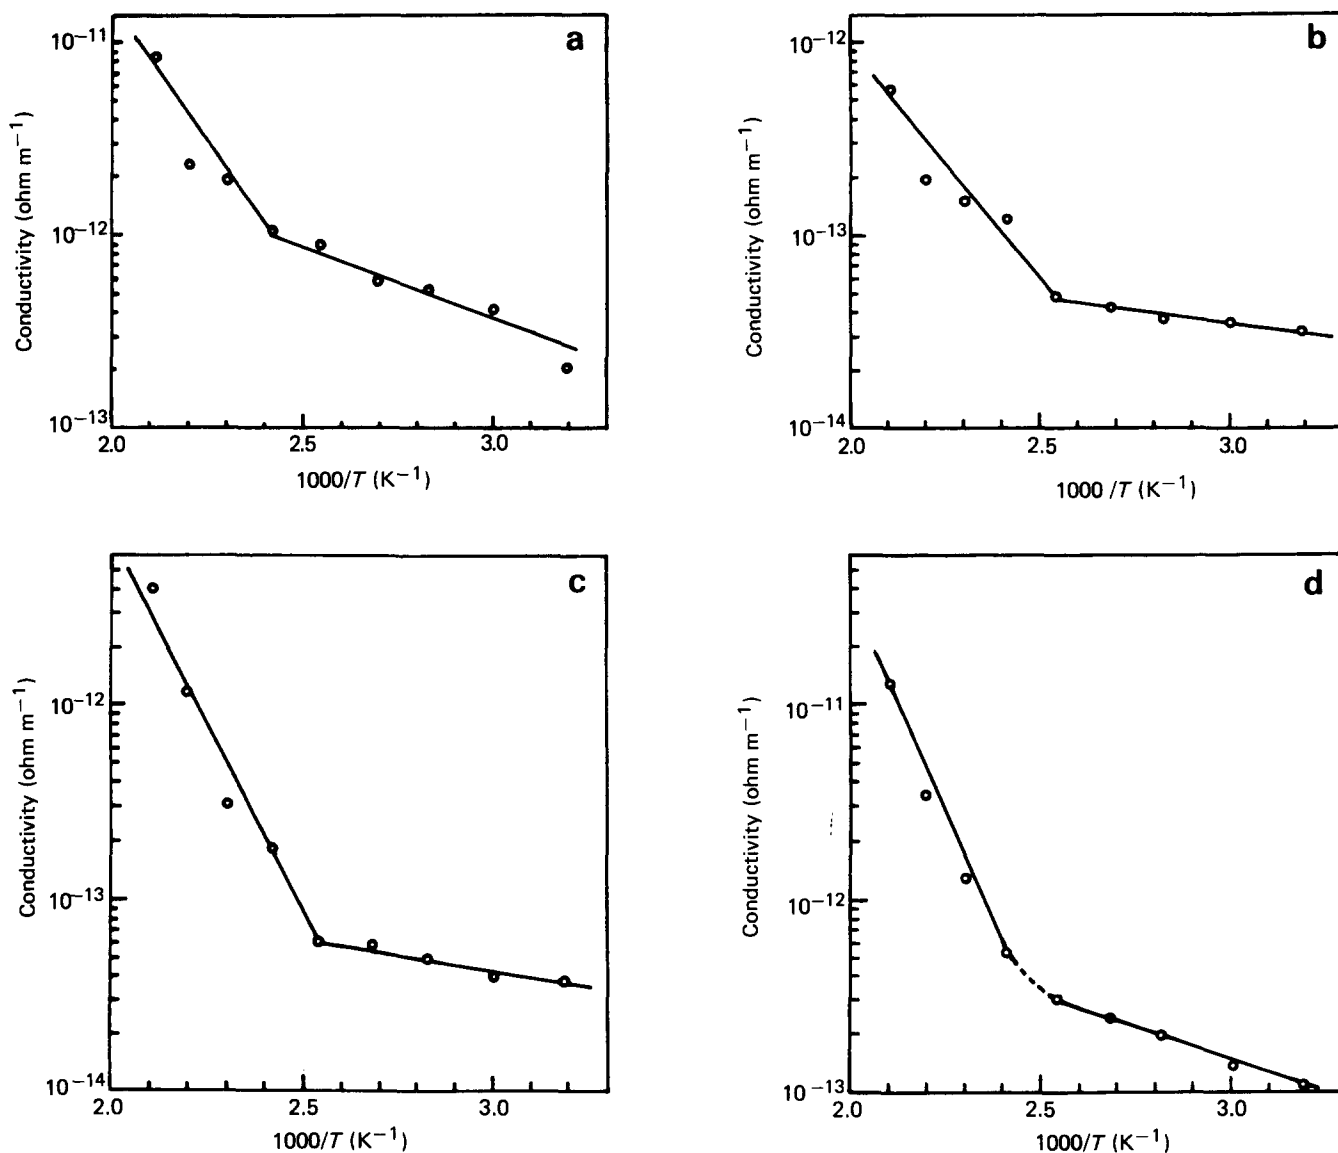 a
10⁻¹¹
10⁻¹²
10⁻¹³
Conductivity (ohm m⁻¹)
2.0 2.5 3.0
1000/T (K⁻¹)
b
10⁻¹²
10⁻¹³
10⁻¹⁴
Conductivity (ohm m⁻¹)
2.0 2.5 3.0
1000 /T (K⁻¹)
c
10⁻¹²
10⁻¹³
10⁻¹⁴
Conductivity (ohm m⁻¹)
2.0 2.5 3.0
1000/T (K⁻¹)
d
10⁻¹¹
10⁻¹²
10⁻¹³
Conductivity (ohm m⁻¹)
2.0 2.5 3.0
1000/T (K⁻¹)